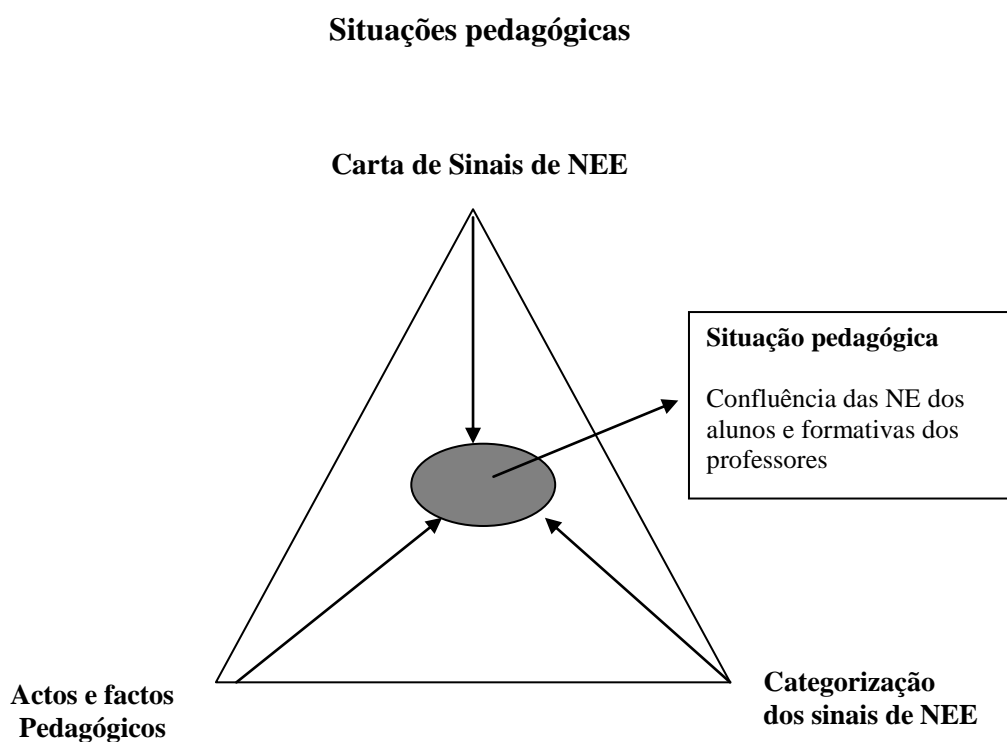 Situações pedagógicas
Carta de Sinais de NEE
Situação pedagógica
Confluência das NE dos
alunos e formativas dos
professores
Actos e factos
Pedagógicos
Categorização
dos sinais de NEE